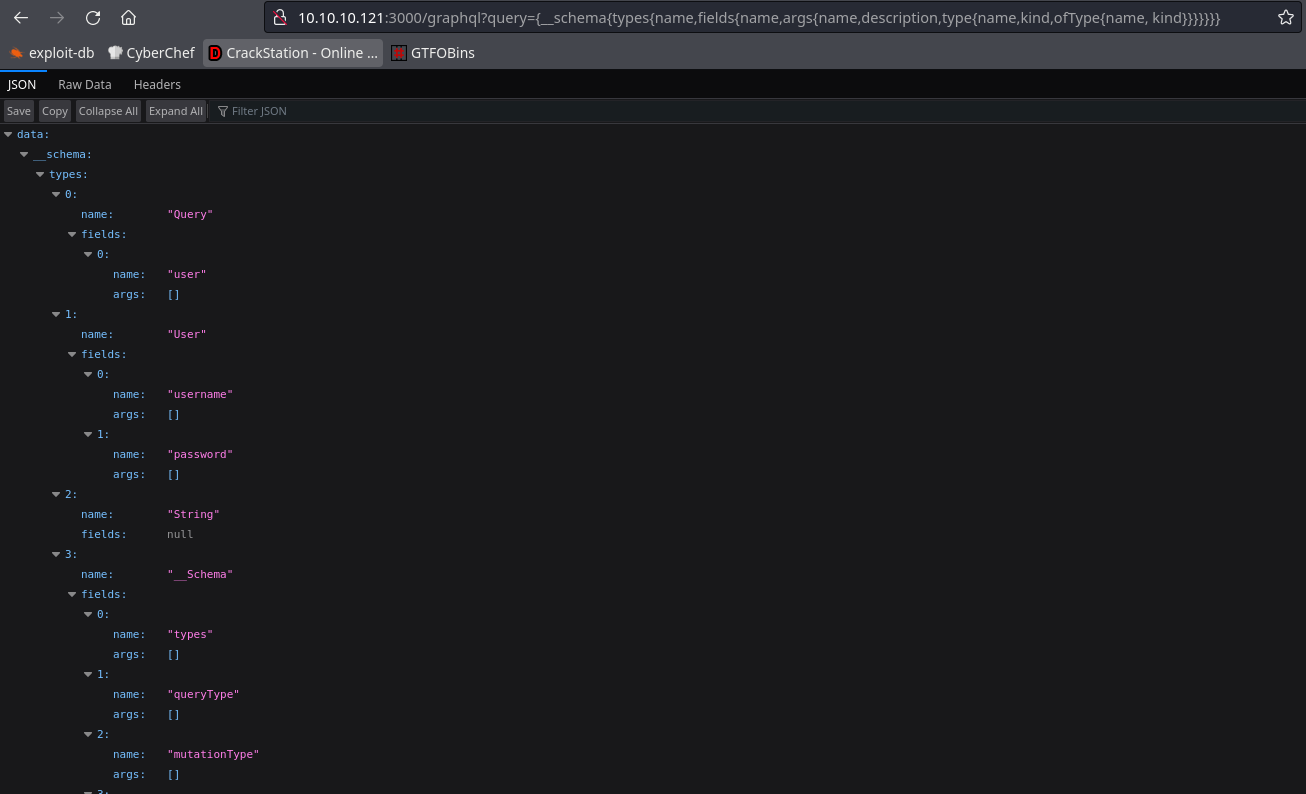 10.10.10.121:3000/graphql?query={__schema{types{name,fields{name,args{name,description,type{name,kind,ofType{name, kind}}}}}}}
exploit-db CyberChef CrackStation - Online ... GTFOBins
JSON Raw Data Headers
Save Copy Collapse All Expand All Filter JSON
data:
__schema:
types:
0:
name: "Query"
fields:
0:
name: "user"
args: []
1:
name: "User"
fields:
0:
name: "username"
args: []
1:
name: "password"
args: []
2:
name: "String"
fields: null
3:
name: "__Schema"
fields:
0:
name: "types"
args: []
1:
name: "queryType"
args: []
2:
name: "mutationType"
args: []
3: